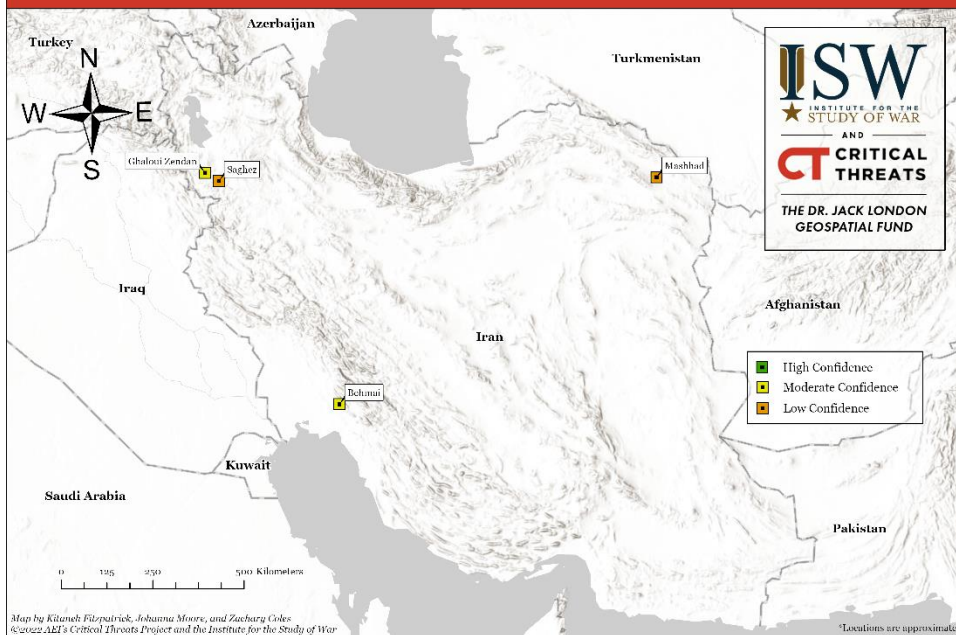 Azerbaijan
Turkey
Turkmenistan
N
W
E
S
ISW
INSTITUTE FOR THE
STUDY OF WAR
AND
CT CRITICAL
THREATS
THE DR. JACK LONDON
GEOSPATIAL FUND
Ghaloui Zendan
Saghez
Mashhad
Iraq
Afghanistan
Iran
High Confidence
Moderate Confidence
Low Confidence
Behmai
Kuwait
Saudi Arabia
Pakistan
0 125 250 500 Kilometers
Map by Kitaneh Fitzpatrick, Johanna Moore, and Zachary Coles
©2022 AEI's Critical Threats Project and the Institute for the Study of War
*Locations are approximate